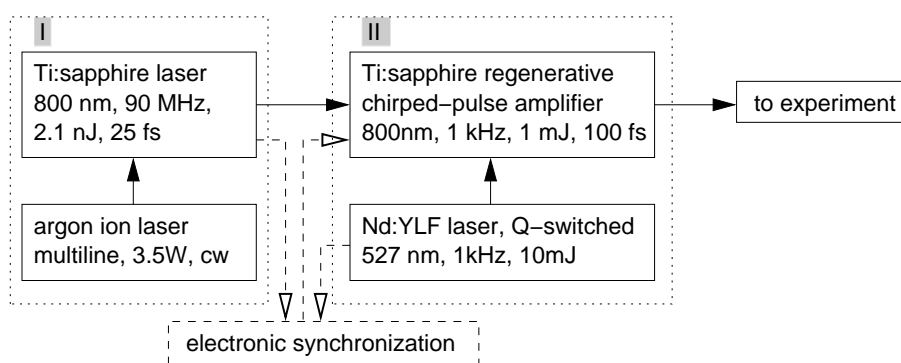 I
II
Ti:sapphire laser
800 nm, 90 MHz,
2.1 nJ, 25 fs
Ti:sapphire regenerative
chirped−pulse amplifier
800nm, 1 kHz, 1 mJ, 100 fs
to experiment
argon ion laser
multiline, 3.5W, cw
Nd:YLF laser, Q−switched
527 nm, 1kHz, 10mJ
electronic synchronization